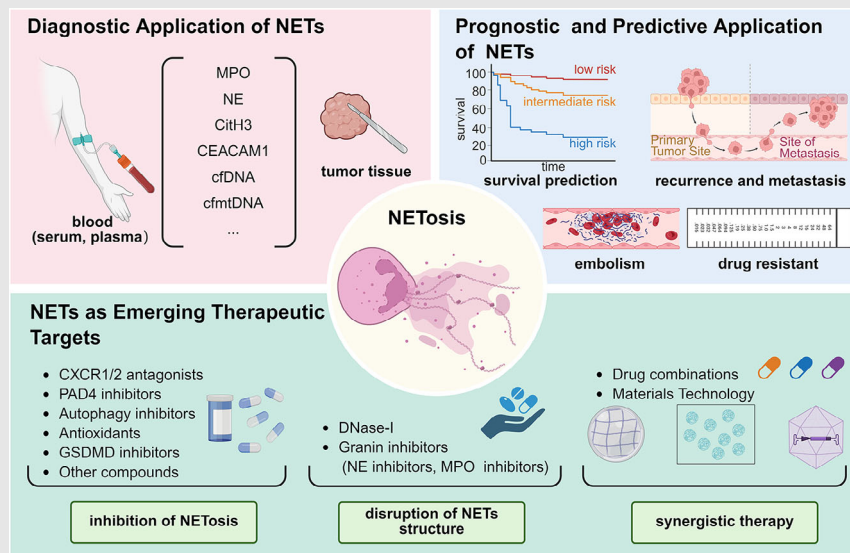 Diagnostic Application of NETs
MPO
NE
CitH3
CEACAM1
cfDNA
cfmtDNA
...
blood
(serum, plasma)
tumor tissue
Prognostic and Predictive Application
of NETs
survival
100
80
60
40
20
0
low risk
intermediate risk
high risk
time
survival prediction
Primary
Tumor Site
Site of
Metastasis
recurrence and metastasis
embolism
drug resistant
NETosis
NETs as Emerging Therapeutic
Targets
• CXCR1/2 antagonists
• PAD4 inhibitors
• Autophagy inhibitors
• Antioxidants
• GSDMD inhibitors
• Other compounds
inhibition of NETosis
• DNase-I
• Granin inhibitors
(NE inhibitors, MPO inhibitors)
disruption of NETs
structure
• Drug combinations
• Materials Technology
synergistic therapy